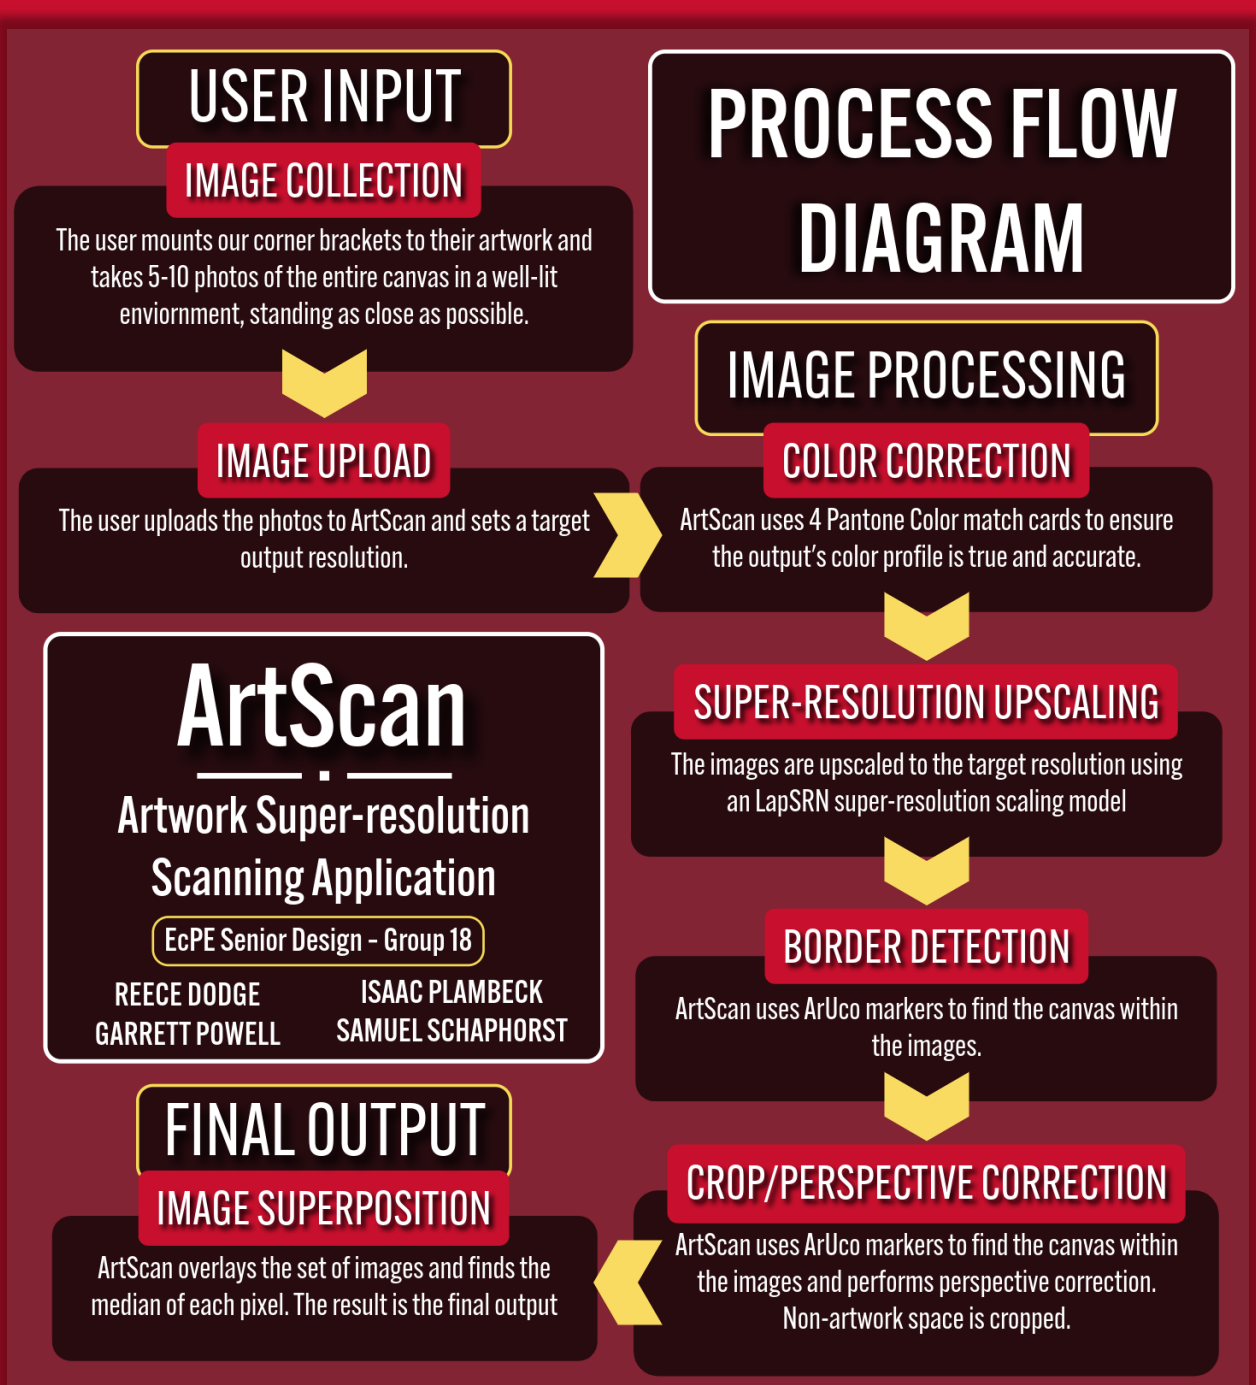 USER INPUT
IMAGE COLLECTION
The user mounts our corner brackets to their artwork and
takes 5-10 photos of the entire canvas in a well-lit
enviornment, standing as close as possible.
IMAGE UPLOAD
The user uploads the photos to ArtScan and sets a target
output resolution.
PROCESS FLOW
DIAGRAM
IMAGE PROCESSING
COLOR CORRECTION
ArtScan uses 4 Pantone Color match cards to ensure
the output's color profile is true and accurate.
SUPER-RESOLUTION UPSCALING
The images are upscaled to the target resolution using
an LapSRN super-resolution scaling model
BORDER DETECTION
ArtScan uses ArUco markers to find the canvas within
the images.
CROP/PERSPECTIVE CORRECTION
ArtScan uses ArUco markers to find the canvas within
the images and performs perspective correction.
Non-artwork space is cropped.
ArtScan
Artwork Super-resolution
Scanning Application
EcPE Senior Design - Group 18
REECE DODGE
ISAAC PLAMBECK
GARRETT POWELL
SAMUEL SCHAPHORST
FINAL OUTPUT
IMAGE SUPERPOSITION
ArtScan overlays the set of images and finds the
median of each pixel. The result is the final output